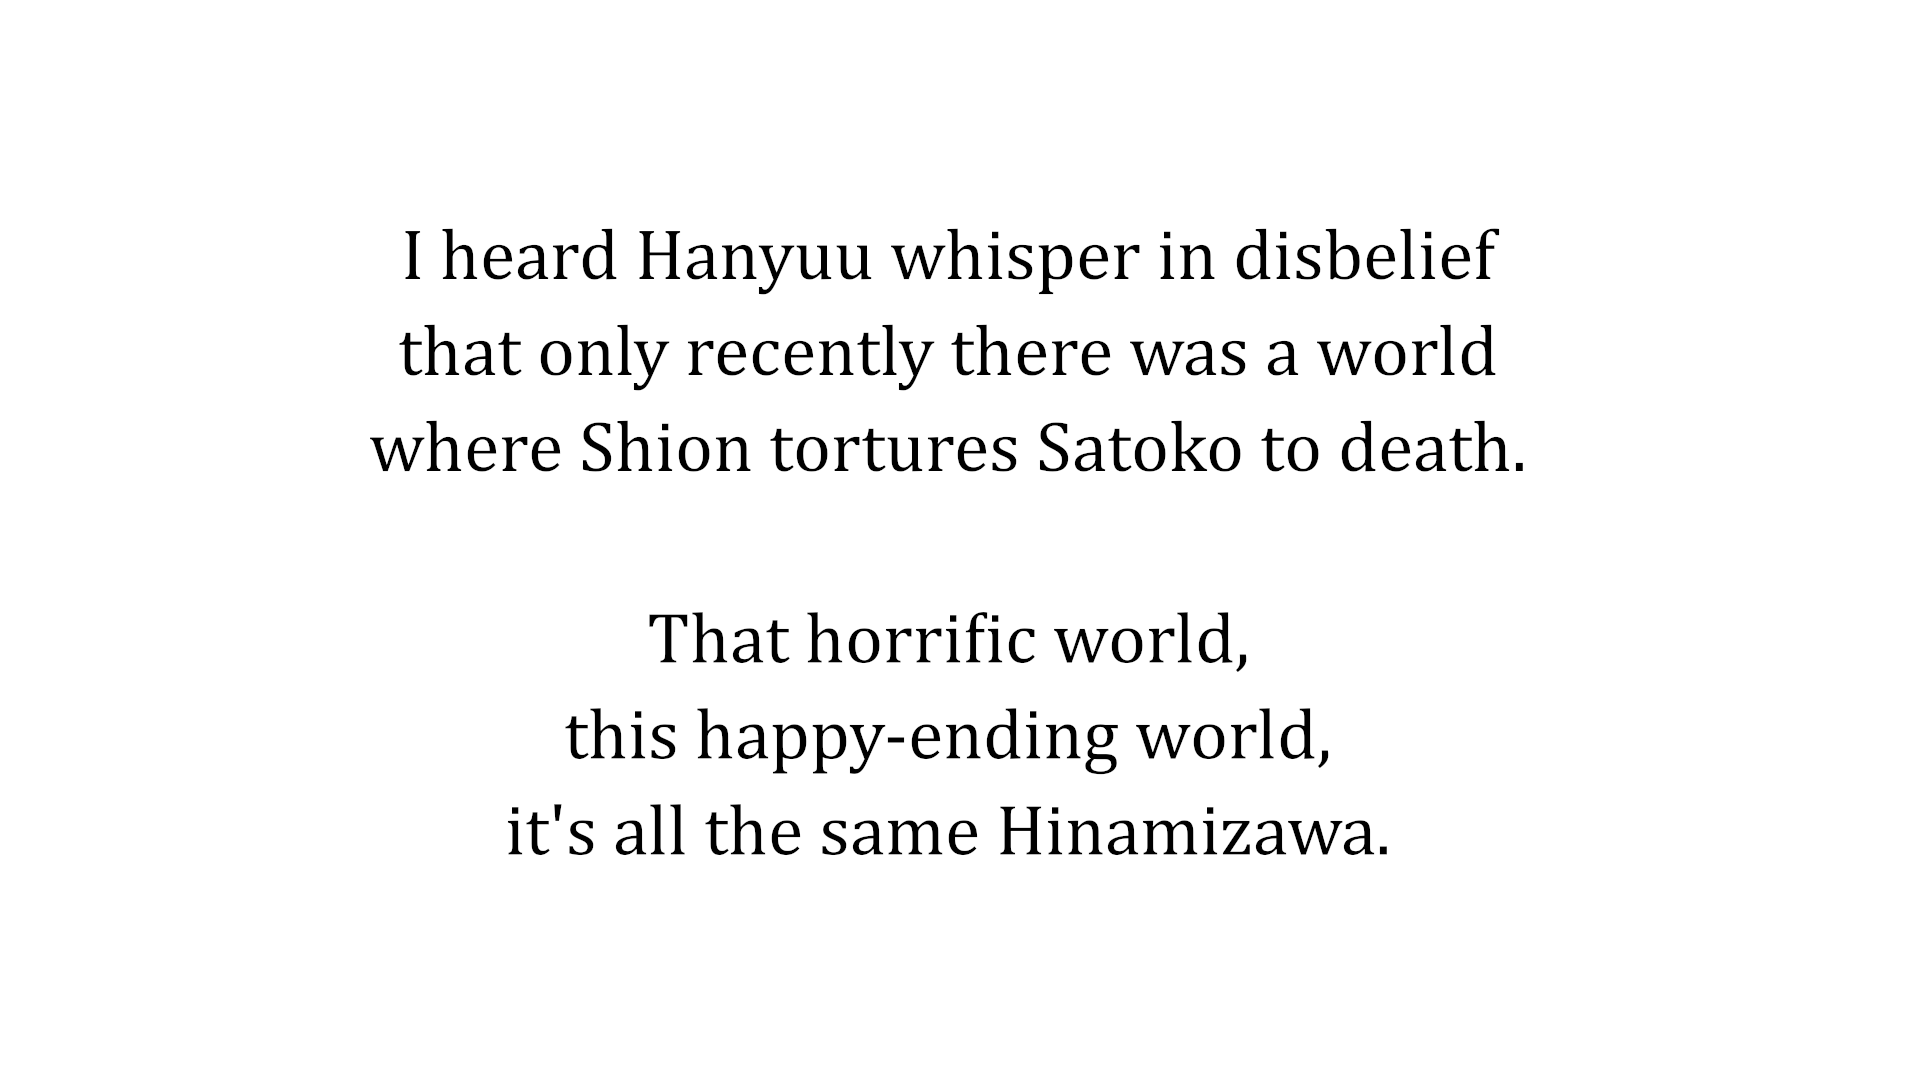 I heard Hanyuu whisper in disbelief
that only recently there was a world
where Shion tortures Satoko to death.
That horrific world,
this happy-ending world,
it's all the same Hinamizawa.